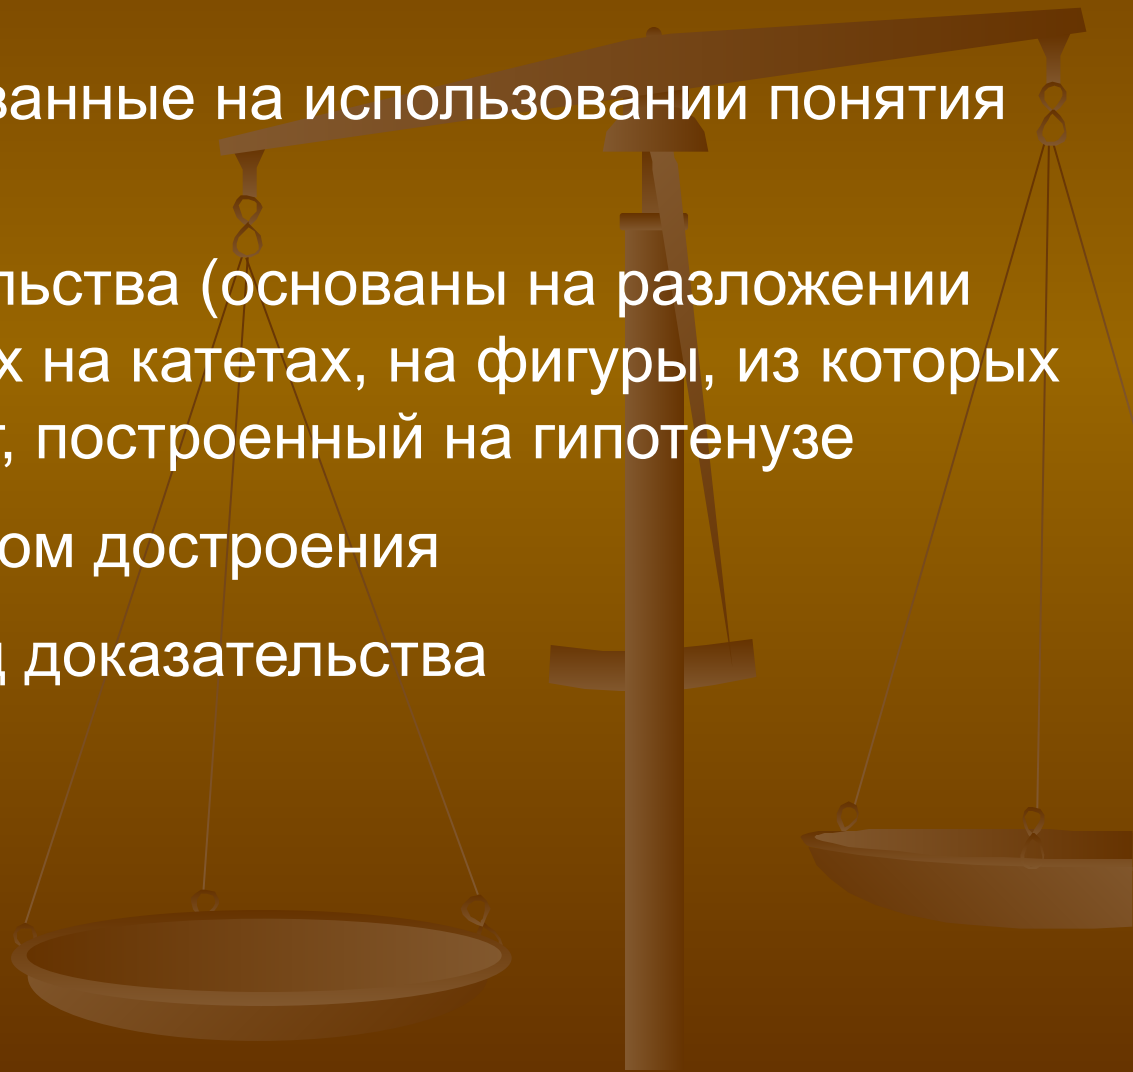 ванные на использовании понятия
льства (основаны на разложении
х на катетах, на фигуры, из которых
, построенный на гипотенузе
ом достроения
доказательства